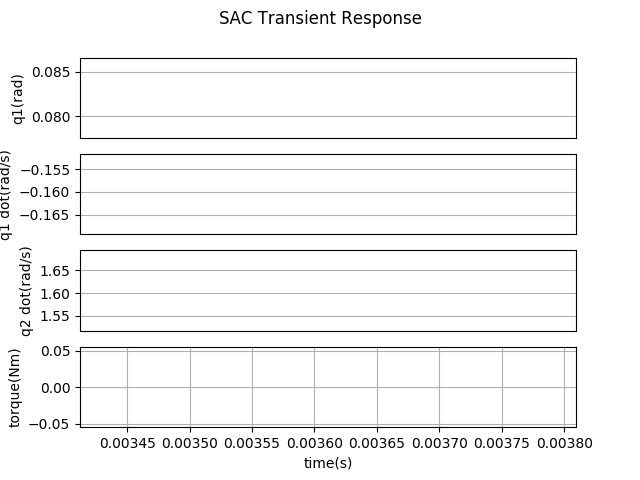 SAC Transient Response
q1(rad)
0.085
0.080
q1 dot(rad/s)
−0.155
−0.160
−0.165
q2 dot(rad/s)
1.65
1.60
1.55
torque(Nm)
0.05
0.00
−0.05
0.00345 0.00350 0.00355 0.00360 0.00365 0.00370 0.00375 0.00380
time(s)